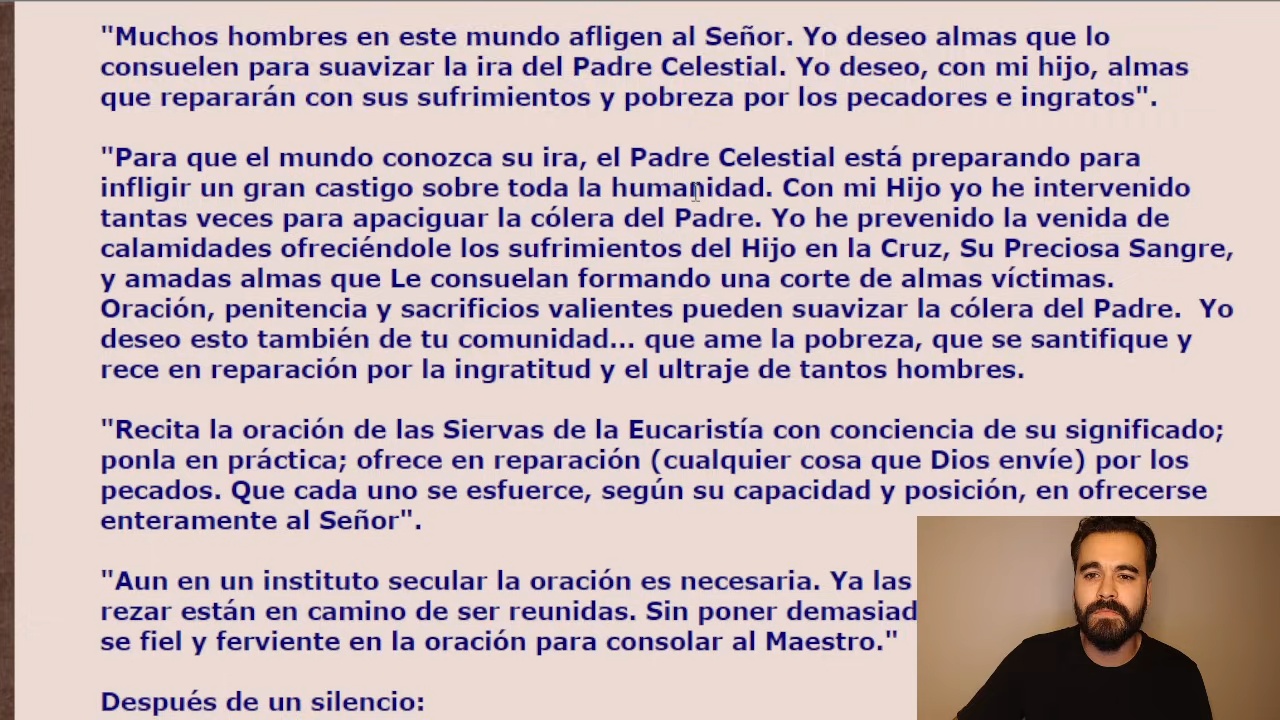 "Muchos hombres en este mundo afligen al Señor. Yo deseo almas que lo
consuelen para suavizar la ira del Padre Celestial. Yo deseo, con mi hijo, almas
que repararán con sus sufrimientos y pobreza por los pecadores e ingratos".
"Para que el mundo conozca su ira, el Padre Celestial está preparando para
infligir un gran castigo sobre toda la humanidad. Con mi Hijo yo he intervenido
tantas veces para apaciguar la cólera del Padre. Yo he prevenido la venida de
calamidades ofreciéndole los sufrimientos del Hijo en la Cruz, Su Preciosa Sangre,
y amadas almas que Le consuelan formando una corte de almas víctimas.
Oración, penitencia y sacrificios valientes pueden suavizar la cólera del Padre. Yo
deseo esto también de tu comunidad... que ame la pobreza, que se santifique y
rece en reparación por la ingratitud y el ultraje de tantos hombres.
"Recita la oración de las Siervas de la Eucaristía con conciencia de su significado;
ponla en práctica; ofrece en reparación (cualquier cosa que Dios envíe) por los
pecados. Que cada uno se esfuerce, según su capacidad y posición, en ofrecerse
enteramente al Señor".
"Aun en un instituto secular la oración es necesaria. Ya las
rezar están en camino de ser reunidas. Sin poner demasiad
se fiel y ferviente en la oración para consolar al Maestro."
Después de un silencio: